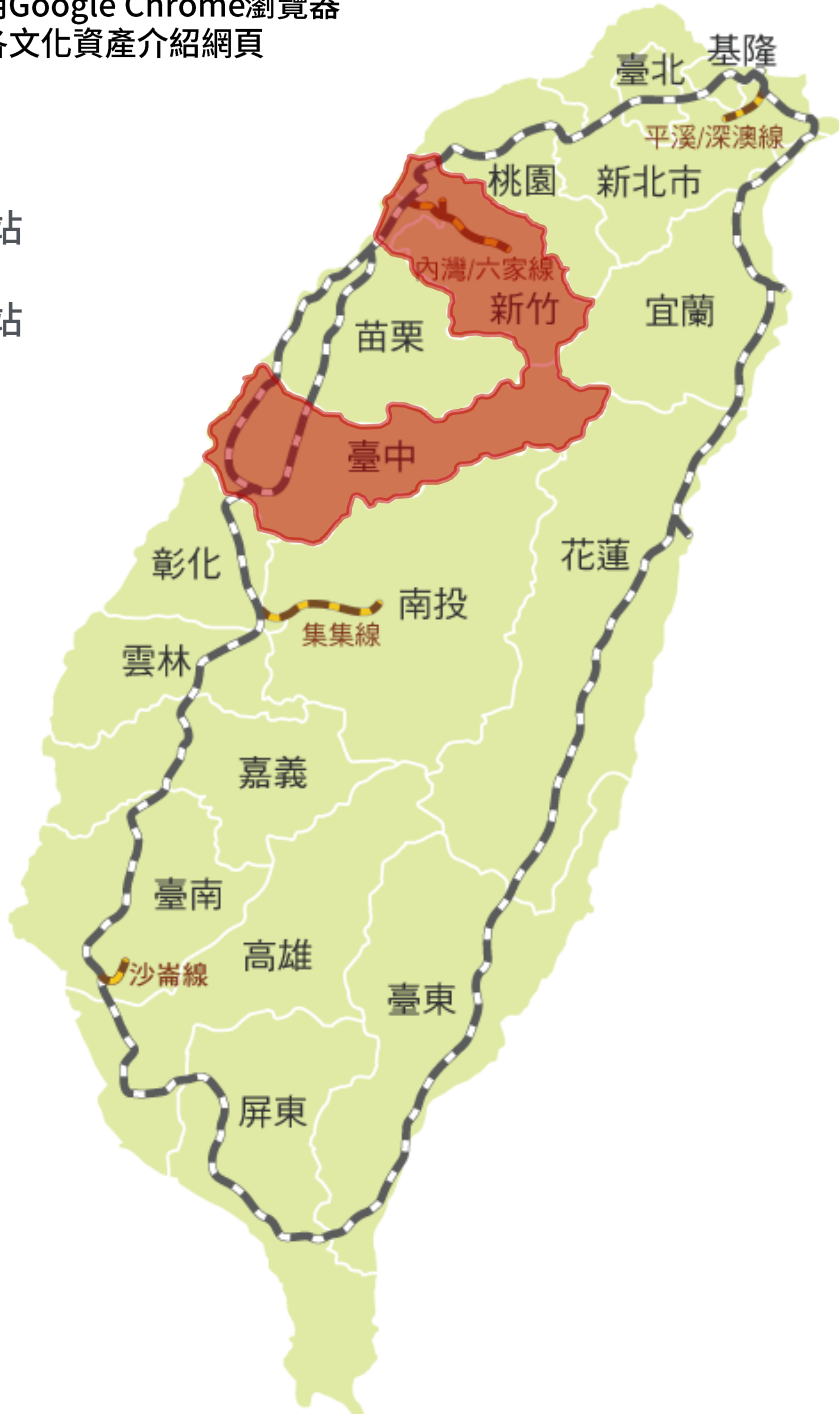 用Google Chrome瀏覽器
各文化資產介紹網頁
站
站
基隆
臺北
平溪/深澳線
桃園
新北市
內灣/六家線
新竹
宜蘭
苗栗
臺中
彰化
花蓮
南投
集集線
雲林
嘉義
臺南
高雄
沙崙線
臺東
屏東